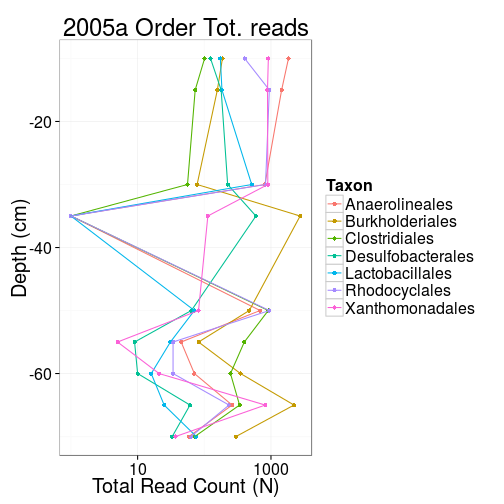 2005a Order Tot. reads
Depth (cm)
-20
-40
-60
10
1000
Total Read Count (N)
Taxon
Anaerolineales
Burkholderiales
Clostridiales
Desulfobacterales
Lactobacillales
Rhodocyclales
Xanthomonadales